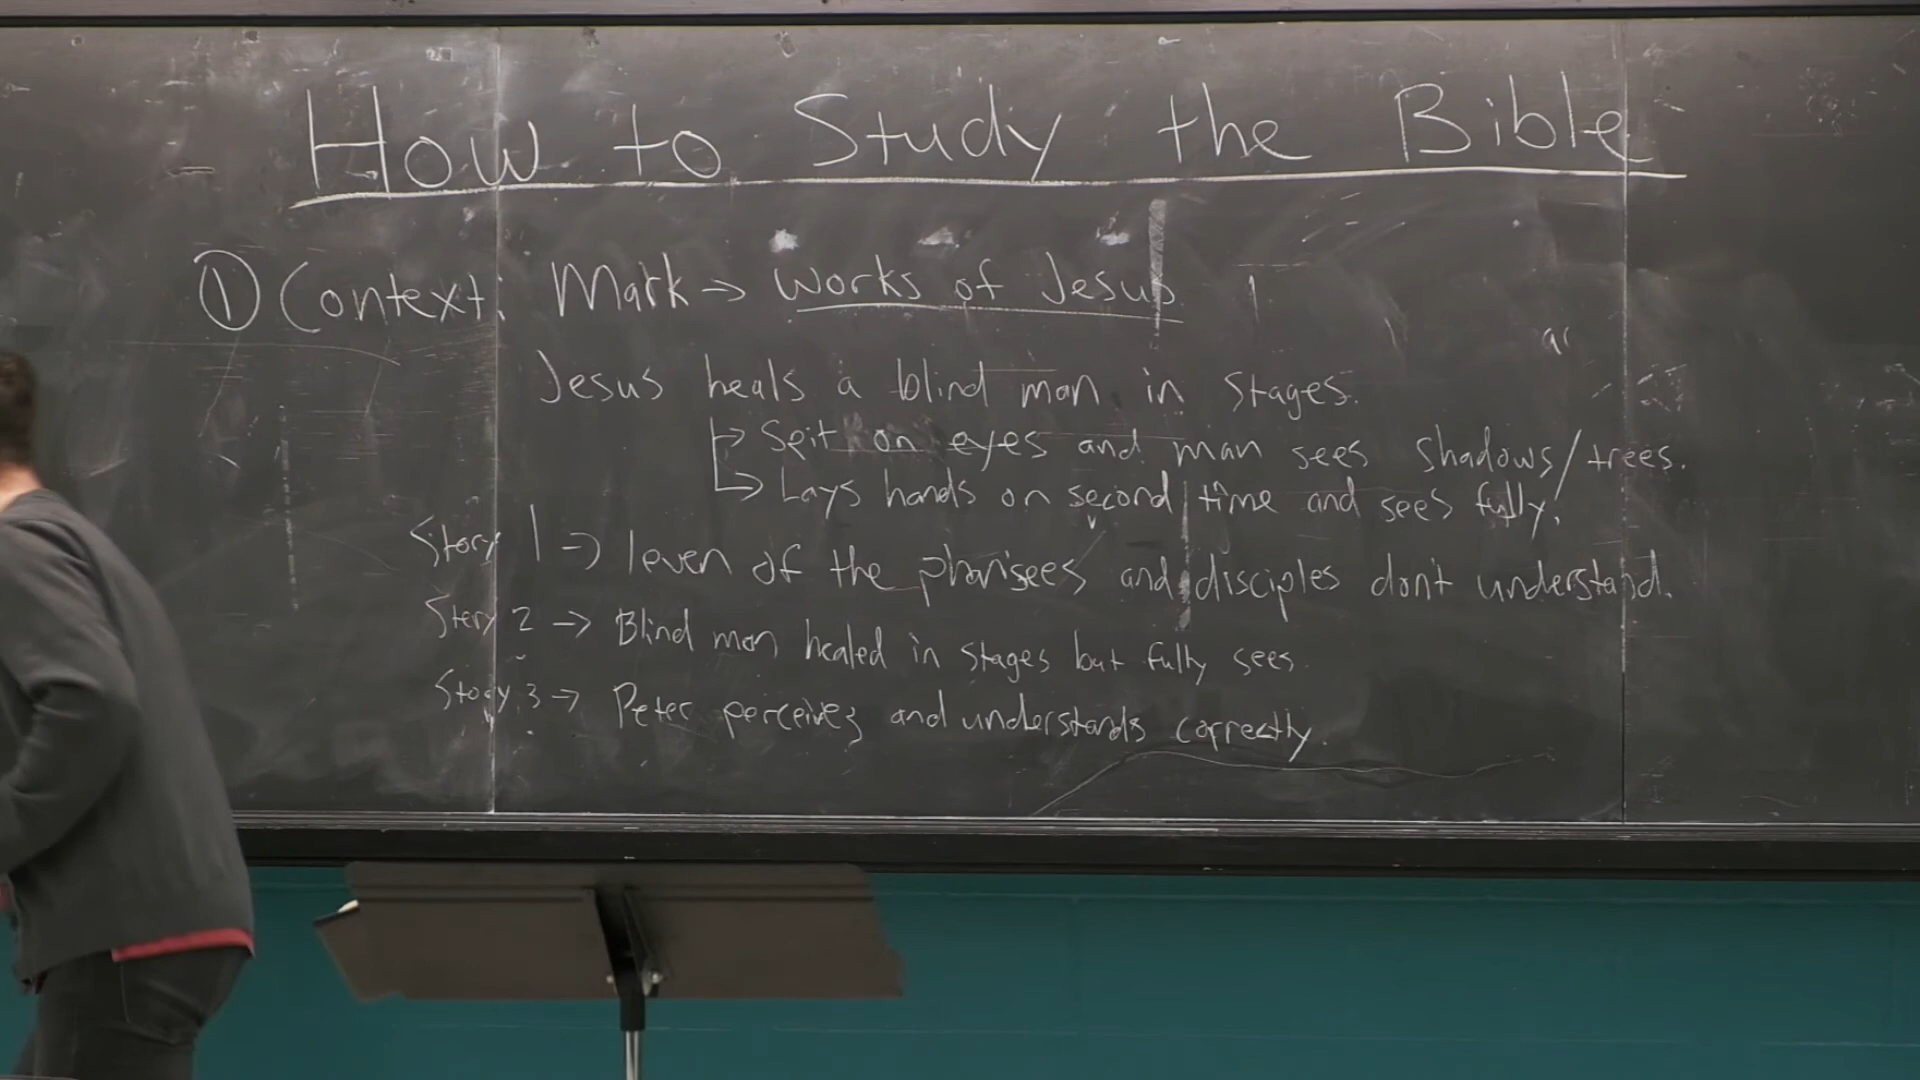 How to Study the Bible
① Context: Mark → works of Jesus
Jesus heals a blind man in stages.
↳ Spit on eyes and man sees shadows/trees.
↳ Lays hands on second time and sees fully.
Story 1 → leven of the pharisees and disciples don't understand.
Story 2 → Blind man healed in stages but fully sees.
Story 3 → Peter perceives and understands correctly.